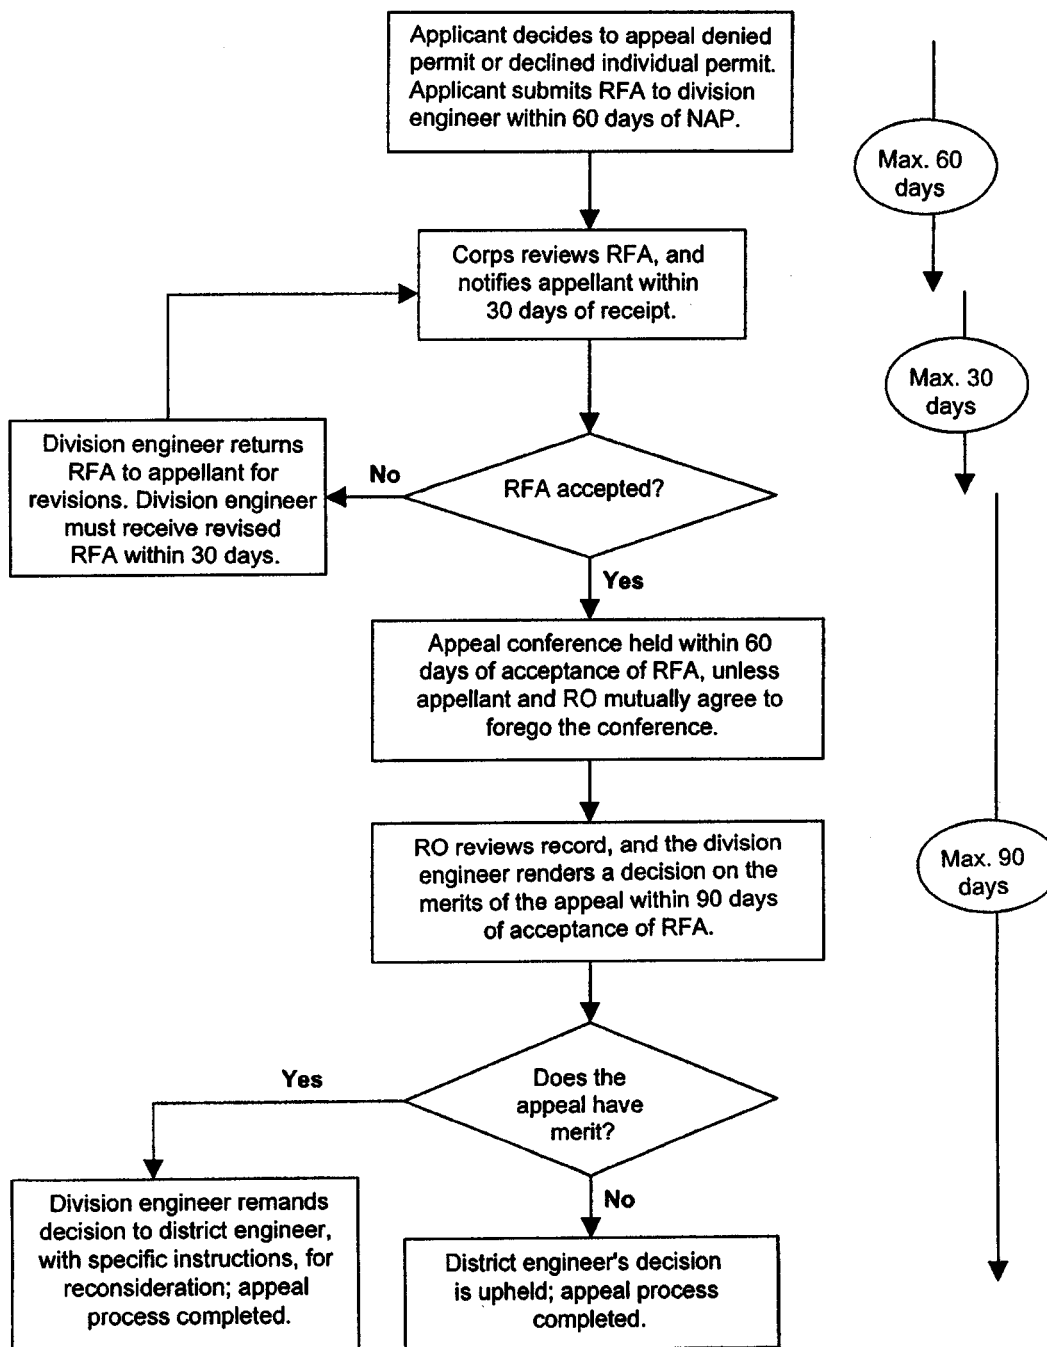 Applicant decides to appeal denied
permit or declined individual permit.
Applicant submits RFA to division
engineer within 60 days of NAP.
Max. 60
days
Corps reviews RFA, and
notifies appellant within
30 days of receipt.
Max. 30
days
Division engineer returns
RFA to appellant for
revisions. Division engineer
must receive revised
RFA within 30 days.
No
RFA accepted?
Yes
Appeal conference held within 60
days of acceptance of RFA, unless
appellant and RO mutually agree to
forego the conference.
RO reviews record, and the division
engineer renders a decision on the
merits of the appeal within 90 days
of acceptance of RFA.
Max. 90
days
Yes
Does the
appeal have
merit?
No
Division engineer remands
decision to district engineer,
with specific instructions, for
reconsideration; appeal
process completed.
District engineer's decision
is upheld; appeal process
completed.